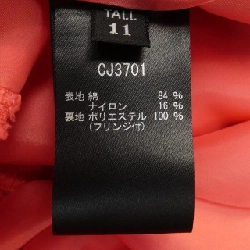 TALL
11
CJ3701
表地 綿 84 %
ナイロン 16 %
裏地 ポリエステル 100 %
(フリンジ付)